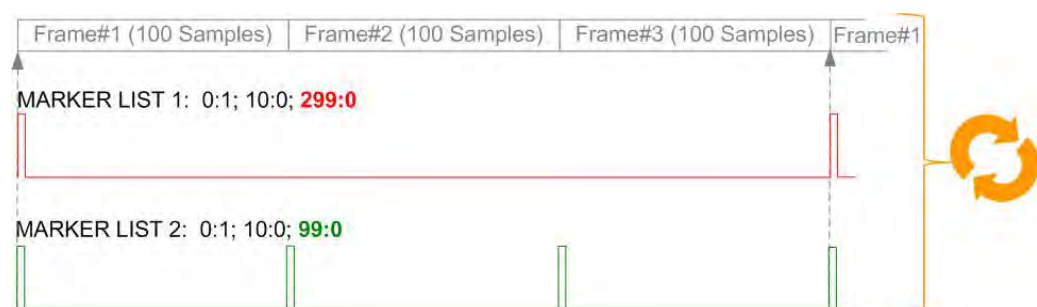 Frame#1 (100 Samples) Frame#2 (100 Samples) Frame#3 (100 Samples) Frame#1
MARKER LIST 1: 0:1; 10:0; 299:0
MARKER LIST 2: 0:1; 10:0; 99:0